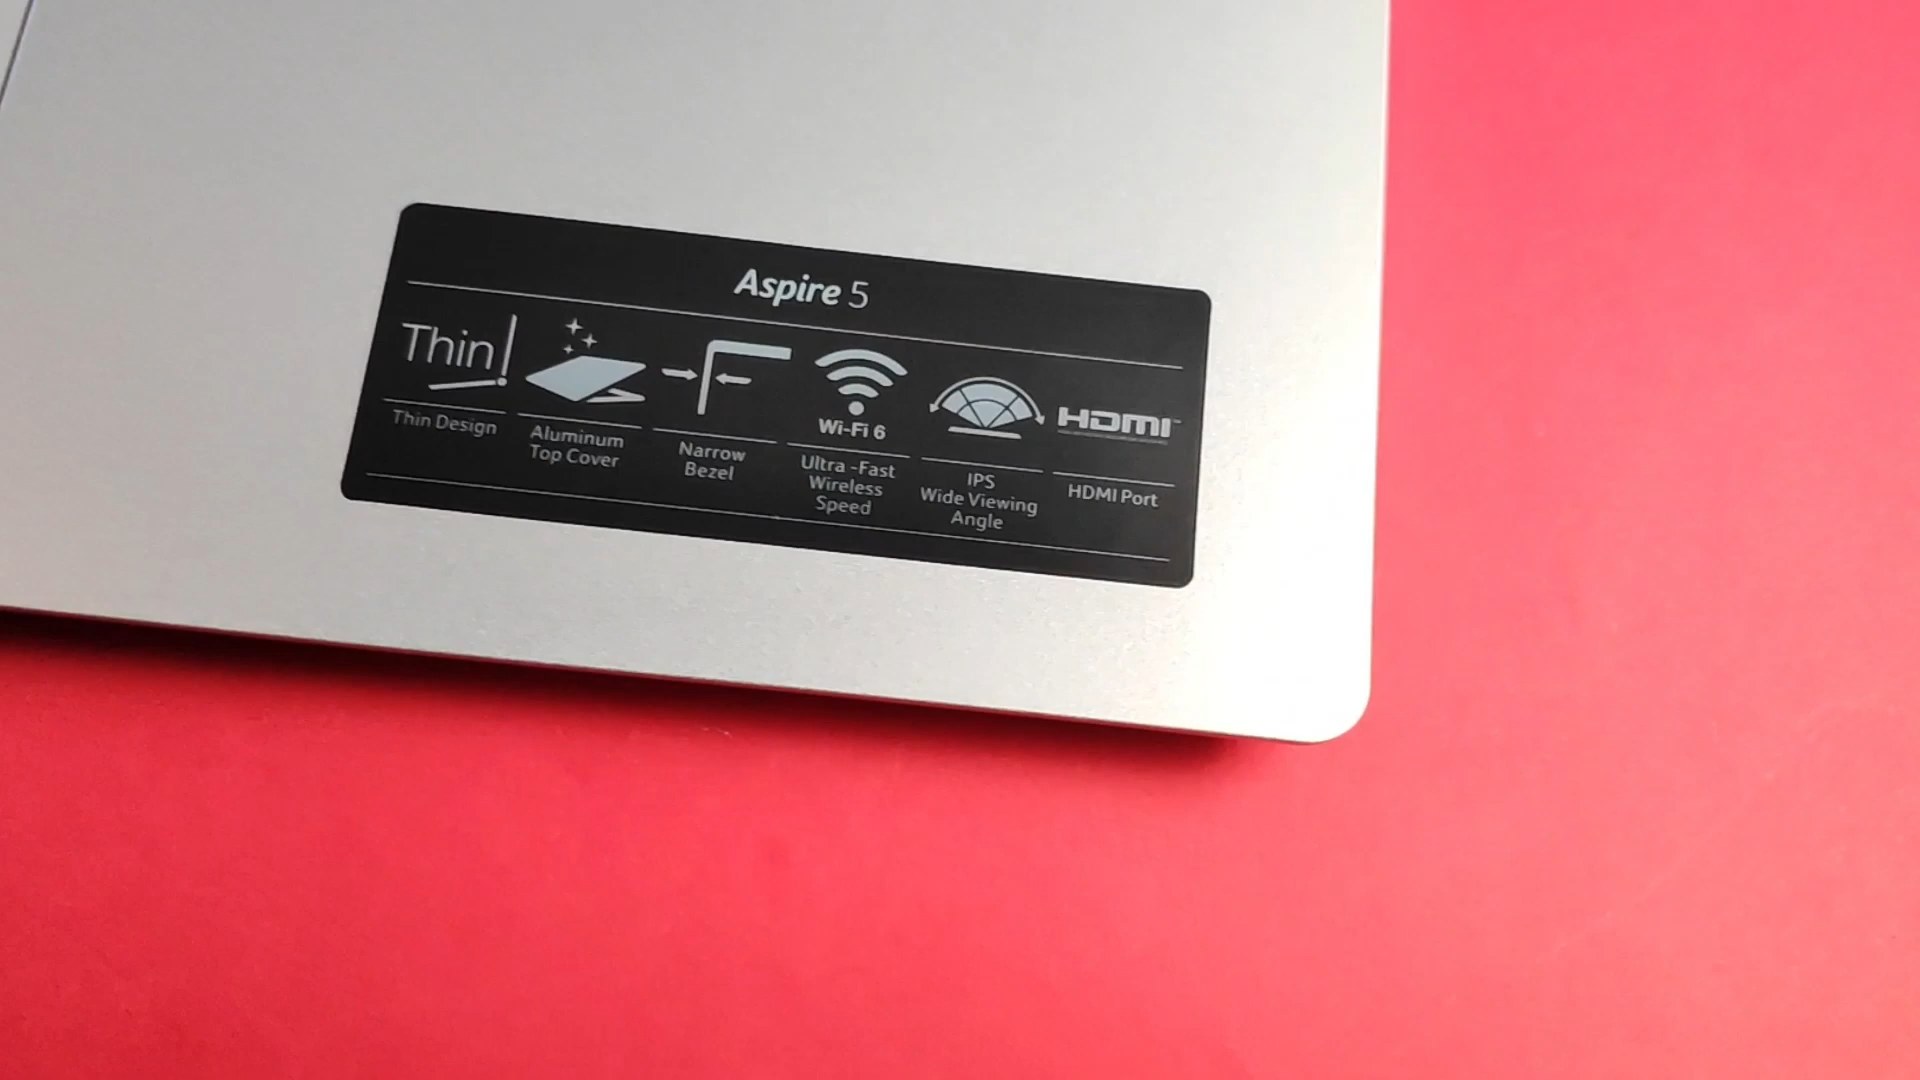 Aspire 5
Thin!
Thin Design
Aluminum
Top Cover
Narrow
Bezel
Wi-Fi 6
Ultra -Fast
Wireless
Speed
IPS
Wide Viewing
Angle
HDMI
HDMI Port